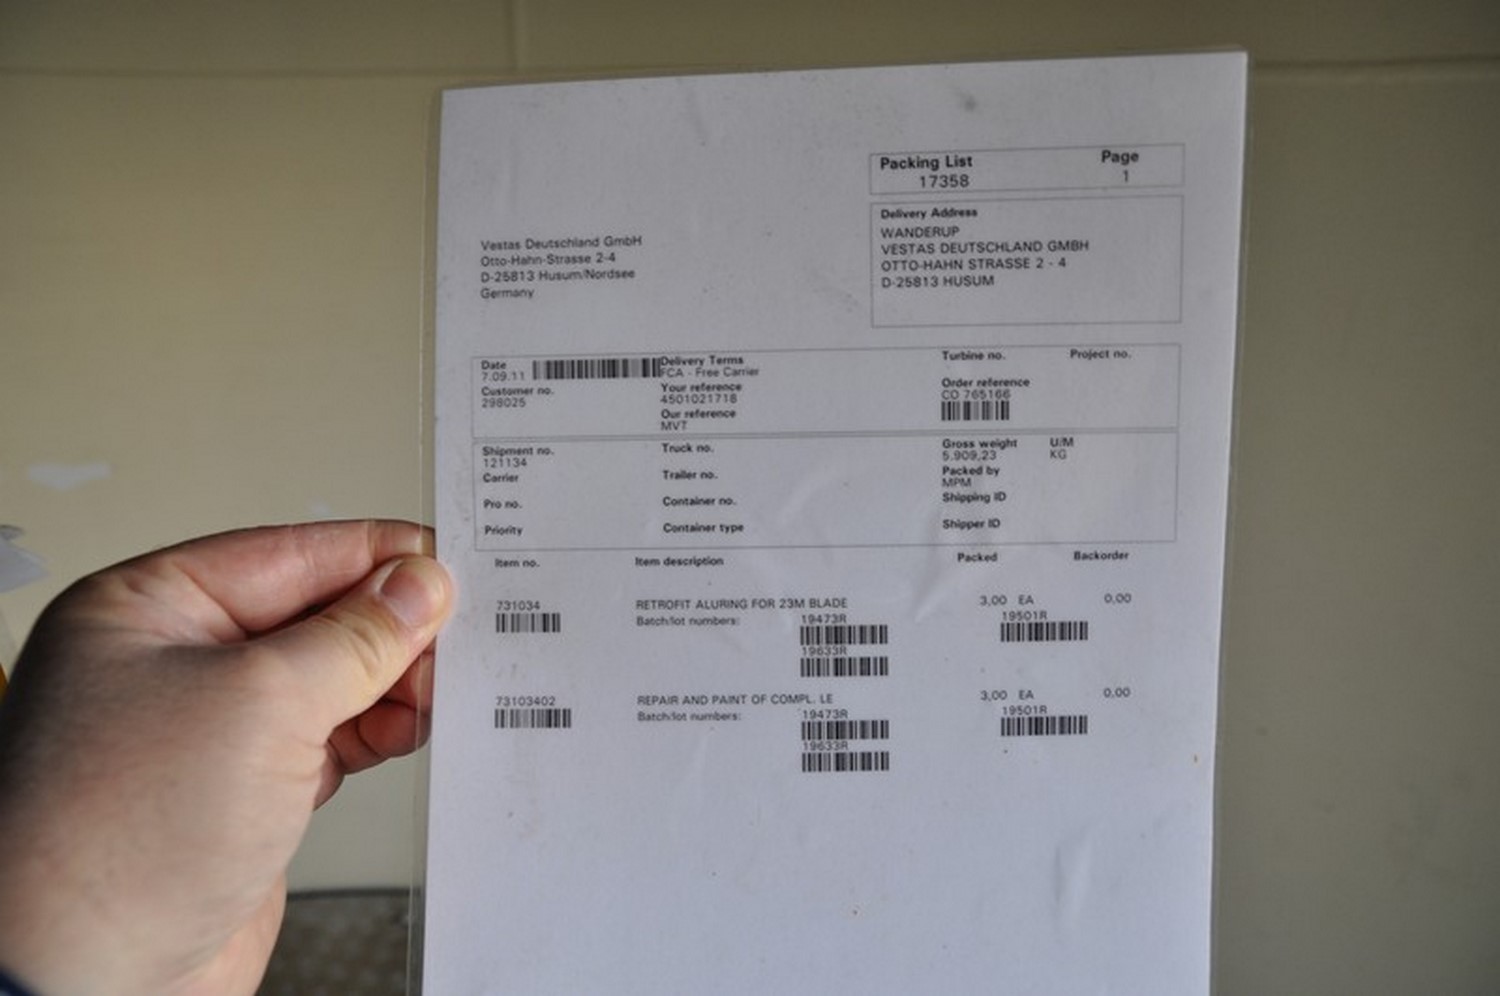 Packing List Page
17358 1
Delivery Address
WANDERUP
VESTAS DEUTSCHLAND GMBH
OTTO-HAHN STRASSE 2 - 4
D-25813 HUSUM
Vestas Deutschland GmbH
Otto-Hahn-Strasse 2-4
D-25813 Husum/Nordsee
Germany
Date Delivery Terms Turbine no. Project no.
7.09.11 FCA - Free Carrier
Customer no. Your reference Order reference
298025 4501021718 CO 765166
Our reference
MVT
Shipment no. Truck no. Gross weight U/M
121134 5.909,23 KG
Carrier Trailer no. Packed by
MPM
Pro no. Container no. Shipping ID
Priority Container type Shipper ID
Item no. Item description Packed Backorder
731034 RETROFIT ALURING FOR 23M BLADE 3,00 EA 0,00
Batch/lot numbers: 19473R 19501R
19633R
73103402 REPAIR AND PAINT OF COMPL. LE 3,00 EA 0,00
Batch/lot numbers: 19473R 19501R
19633R